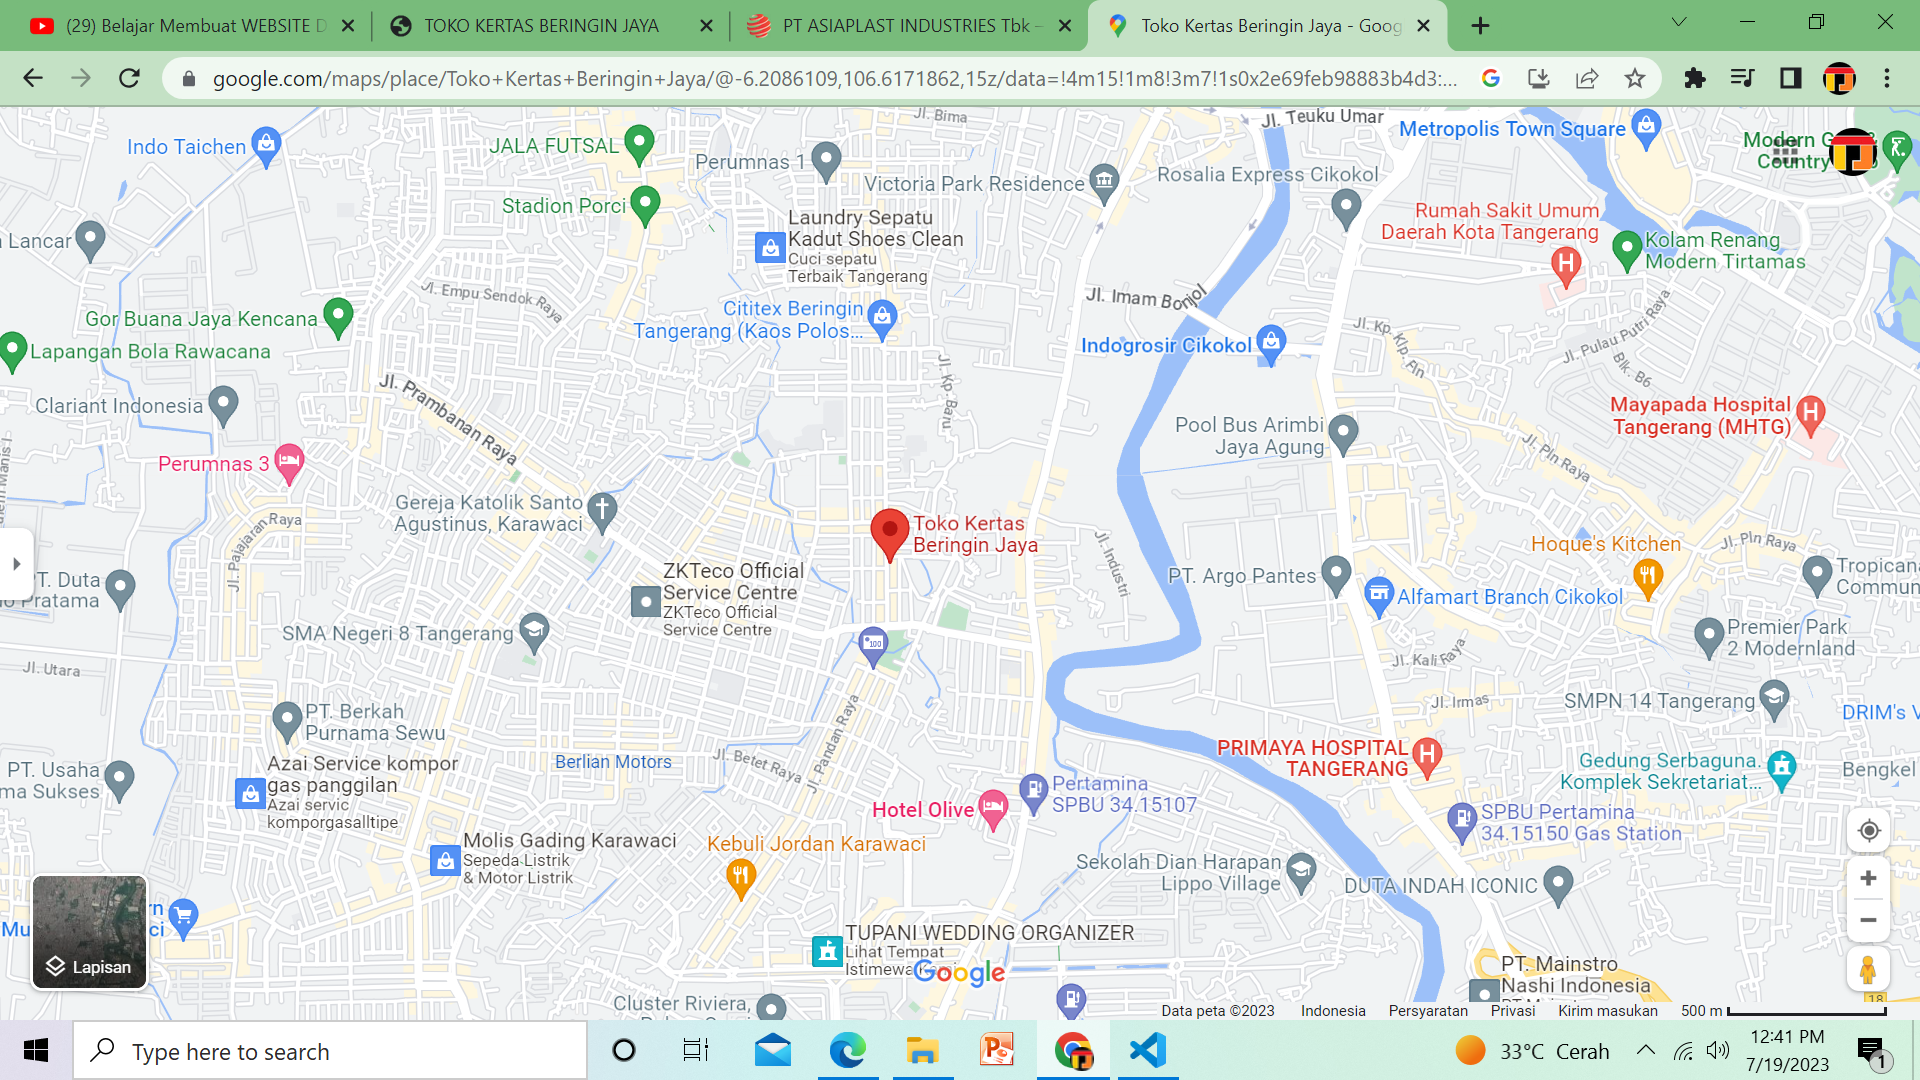 (29) Belajar Membuat WEBSITE D
TOKO KERTAS BERINGIN JAYA
PT ASIAPLAST INDUSTRIES Tbk –
Toko Kertas Beringin Jaya - Goog
google.com/maps/place/Toko+Kertas+Beringin+Jaya/@-6.2086109,106.6171862,15z/data=!4m15!1m8!3m7!1s0x2e69feb98883b4d3:...
Jl. Bima
Jl. Teuku Umar
Metropolis Town Square
Indo Taichen
JALA FUTSAL
Perumnas 1
Victoria Park Residence
Rosalia Express Cikokol
Modern G
Country
Stadion Porci
Laundry Sepatu
Kadut Shoes Clean
Cuci sepatu
Terbaik Tangerang
Rumah Sakit Umum
Daerah Kota Tangerang
Kolam Renang
Modern Tirtamas
Lancar
Jl. Empu Sendok Raya
Jl. Imam Bonjol
Gor Buana Jaya Kencana
Cititex Beringin
Tangerang (Kaos Polos...
Jl. Kp. Klp. Pln
Jl. Pulau Putri Raya
Blk. B6
Lapangan Bola Rawacana
Indogrosir Cikokol
Jl. Prambanan Raya
Jl. Kp. Baru
Clariant Indonesia
Pool Bus Arimbi
Jaya Agung
Mayapada Hospital
Tangerang (MHTG)
Jl. Pln Raya
Perumnas 3
Gereja Katolik Santo
Agustinus, Karawaci
Toko Kertas
Beringin Jaya
Jl. Pajajaran Raya
Jl. Industri
Hoque's Kitchen
Jl. Pln Raya
PT. Duta
Pratama
ZKTeco Official
Service Centre
ZKTeco Official
Service Centre
PT. Argo Pantes
Alfamart Branch Cikokol
Tropicana
Commun
SMA Negeri 8 Tangerang
100
Premier Park
2 Modernland
Jl. Utara
Jl. Kali Raya
Jl. Irmas
SMPN 14 Tangerang
DRIM's V
PT. Berkah
Purnama Sewu
Berlian Motors
Jl. Betet Raya
Jl. Pandan Raya
PRIMAYA HOSPITAL
TANGERANG
Gedung Serbaguna.
Komplek Sekretariat...
Bengkel
PT. Usaha
ma Sukses
Azai Service kompor
gas panggilan
Azai servic
komporgasalltipe
Hotel Olive
Pertamina
SPBU 34.15107
SPBU Pertamina
34.15150 Gas Station
Molis Gading Karawaci
Sepeda Listrik
& Motor Listrik
Kebuli Jordan Karawaci
Sekolah Dian Harapan
Lippo Village
DUTA INDAH ICONIC
Mu
ci
TUPANI WEDDING ORGANIZER
Lihat Tempat
Istimewa
Lapisan
Google
PT. Mainstro
Nashi Indonesia
Cluster Riviera,
18
Data peta ©2023 Indonesia Persyaratan Privasi Kirim masukan 500 m
Type here to search
33°C Cerah
12:41 PM
7/19/2023
1